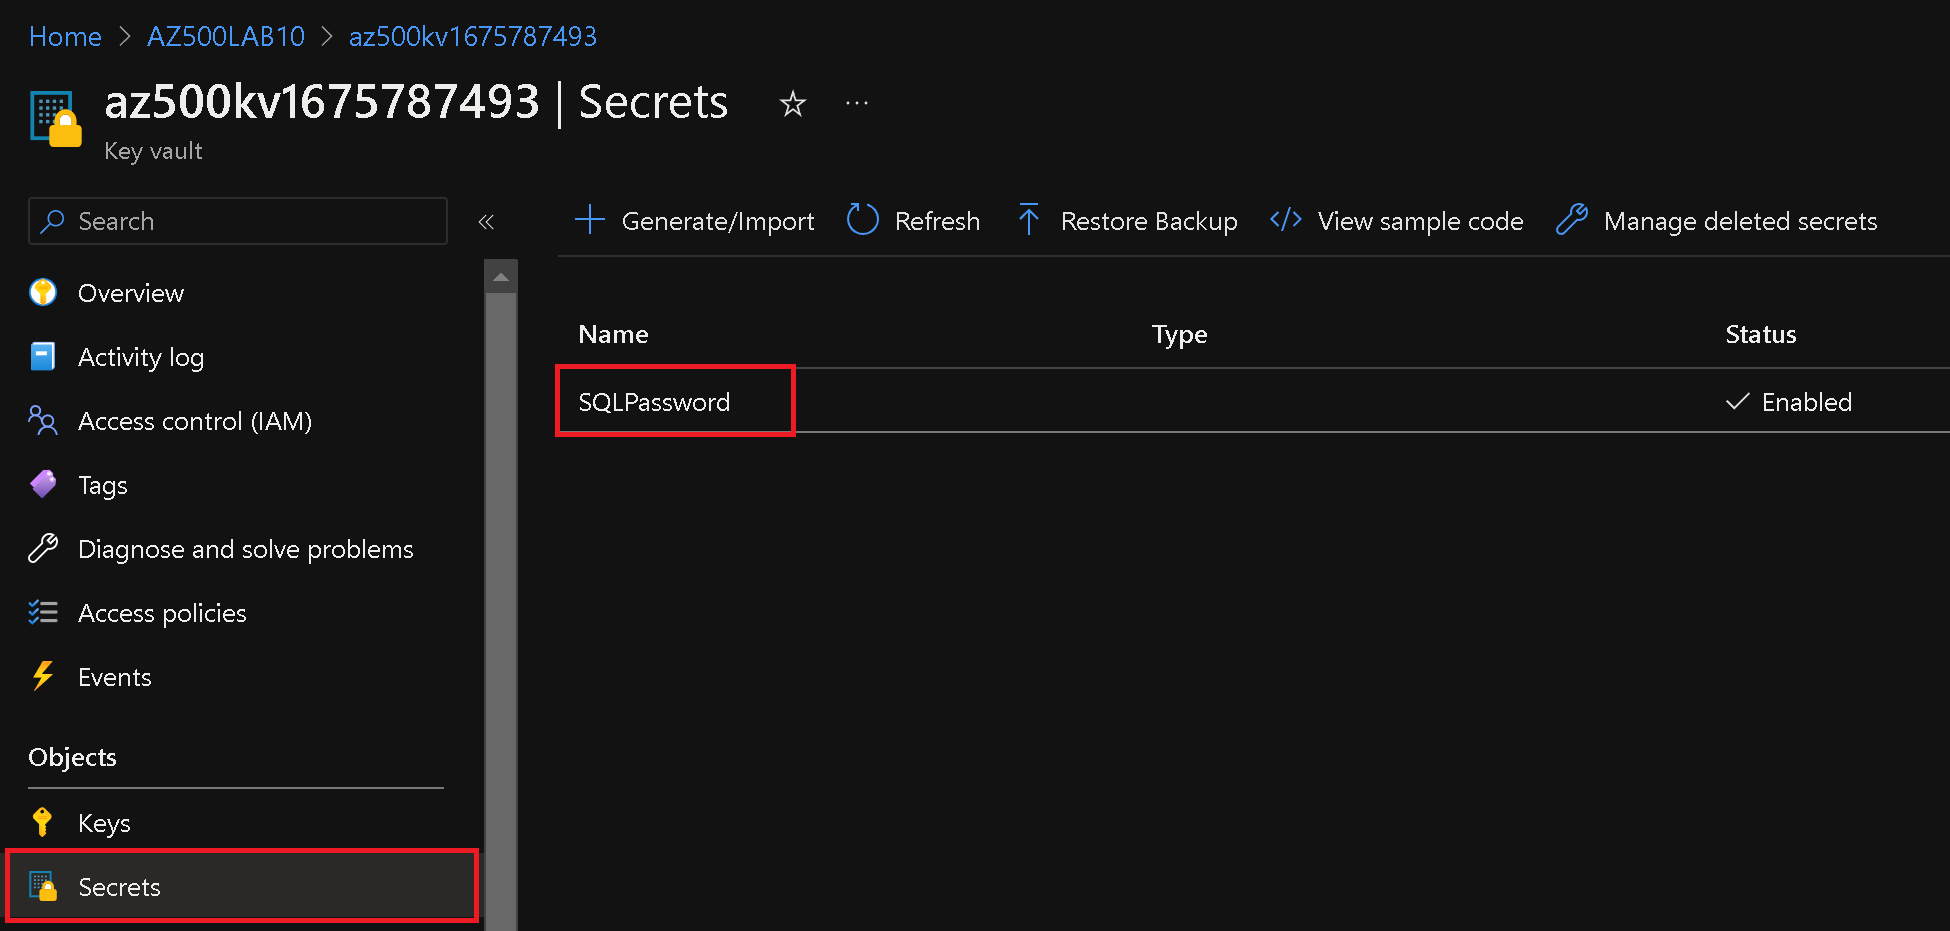 Home > AZ500LAB10 > az500kv1675787493
az500kv1675787493 | Secrets
Key vault
Search
Generate/Import Refresh Restore Backup View sample code Manage deleted secrets
Overview
Activity log
Access control (IAM)
Tags
Diagnose and solve problems
Access policies
Events
Objects
Keys
Secrets
Name Type Status
SQLPassword Enabled